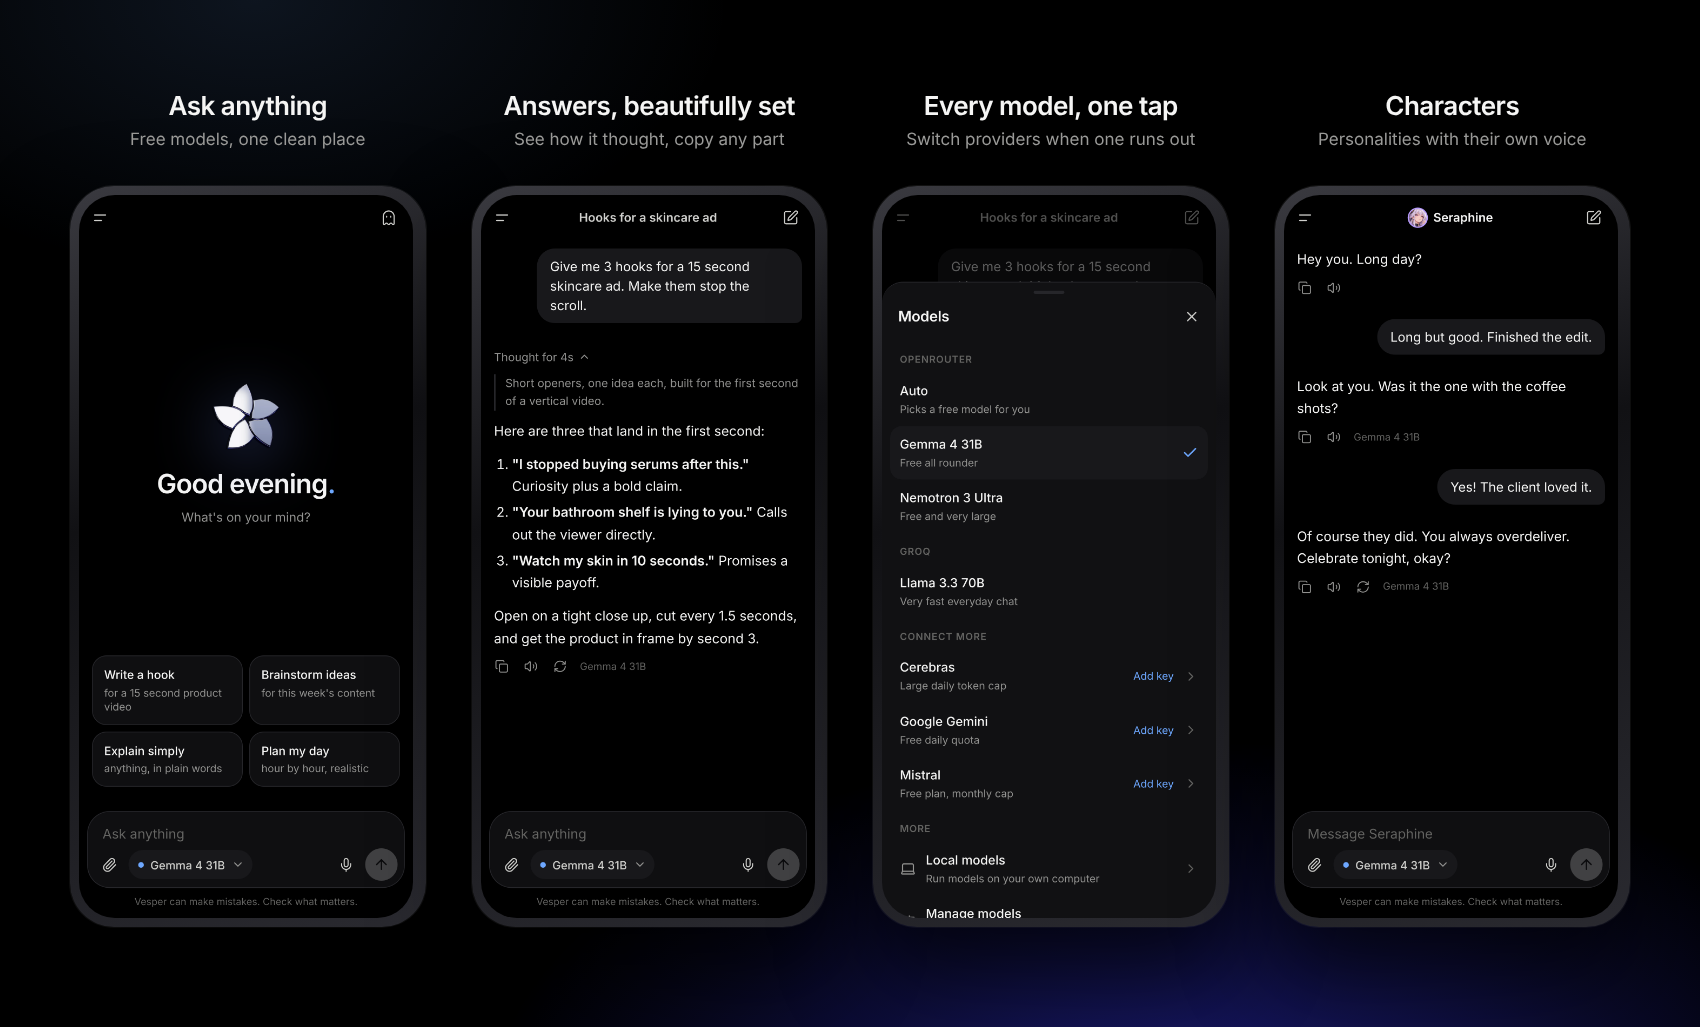 Ask anything
Free models, one clean place
Good evening.
What's on your mind?
Write a hook
for a 15 second product
video
Brainstorm ideas
for this week's content
Explain simply
anything, in plain words
Plan my day
hour by hour, realistic
Ask anything
Gemma 4 31B
Vesper can make mistakes. Check what matters.
Answers, beautifully set
See how it thought, copy any part
Hooks for a skincare ad
Give me 3 hooks for a 15 second
skincare ad. Make them stop the
scroll.
Thought for 4s
Short openers, one idea each, built for the first second
of a vertical video.
Here are three that land in the first second:
1. "I stopped buying serums after this."
Curiosity plus a bold claim.
2. "Your bathroom shelf is lying to you." Calls
out the viewer directly.
3. "Watch my skin in 10 seconds." Promises a
visible payoff.
Open on a tight close up, cut every 1.5 seconds,
and get the product in frame by second 3.
Gemma 4 31B
Ask anything
Gemma 4 31B
Vesper can make mistakes. Check what matters.
Every model, one tap
Switch providers when one runs out
Hooks for a skincare ad
Give me 3 hooks for a 15 second
Models
OPENROUTER
Auto
Picks a free model for you
Gemma 4 31B
Free all rounder
Nemotron 3 Ultra
Free and very large
GROQ
Llama 3.3 70B
Very fast everyday chat
CONNECT MORE
Cerebras
Large daily token cap
Add key
Google Gemini
Free daily quota
Add key
Mistral
Free plan, monthly cap
Add key
MORE
Local models
Run models on your own computer
Manage models
Characters
Personalities with their own voice
Seraphine
Hey you. Long day?
Long but good. Finished the edit.
Look at you. Was it the one with the coffee
shots?
Gemma 4 31B
Yes! The client loved it.
Of course they did. You always overdeliver.
Celebrate tonight, okay?
Gemma 4 31B
Message Seraphine
Gemma 4 31B
Vesper can make mistakes. Check what matters.